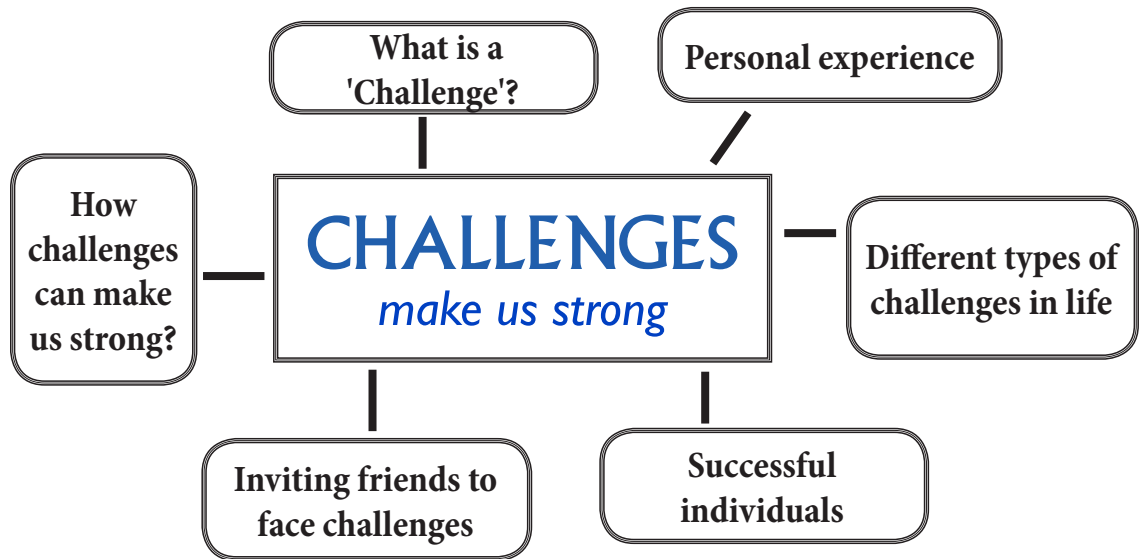 What is a
'Challenge'?
Personal experience
How
challenges
can make
us strong?
CHALLENGES
make us strong
Different types of
challenges in life
Inviting friends to
face challenges
Successful
individuals